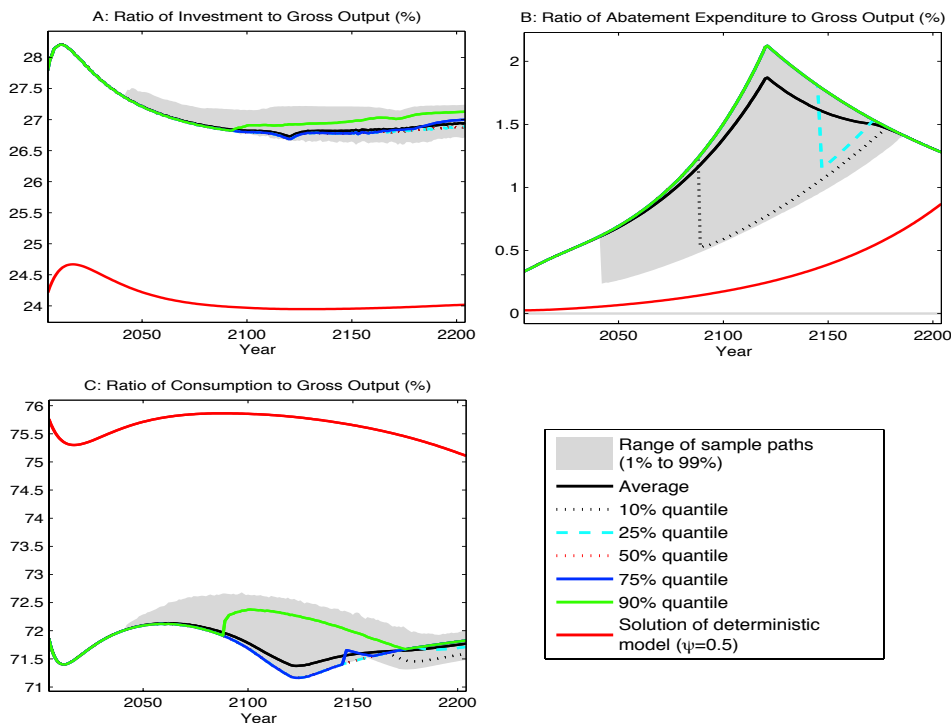 A: Ratio of Investment to Gross Output (%)
28
27.5
27
26.5
26
25.5
25
24.5
24
2050
2100
2150
2200
Year
B: Ratio of Abatement Expenditure to Gross Output (%)
2
1.5
1
0.5
0
2050
2100
2150
2200
Year
C: Ratio of Consumption to Gross Output (%)
76
75.5
75
74.5
74
73.5
73
72.5
72
71.5
71
2050
2100
2150
2200
Year
Range of sample paths
(1% to 99%)
Average
10% quantile
25% quantile
50% quantile
75% quantile
90% quantile
Solution of deterministic
model (ψ=0.5)